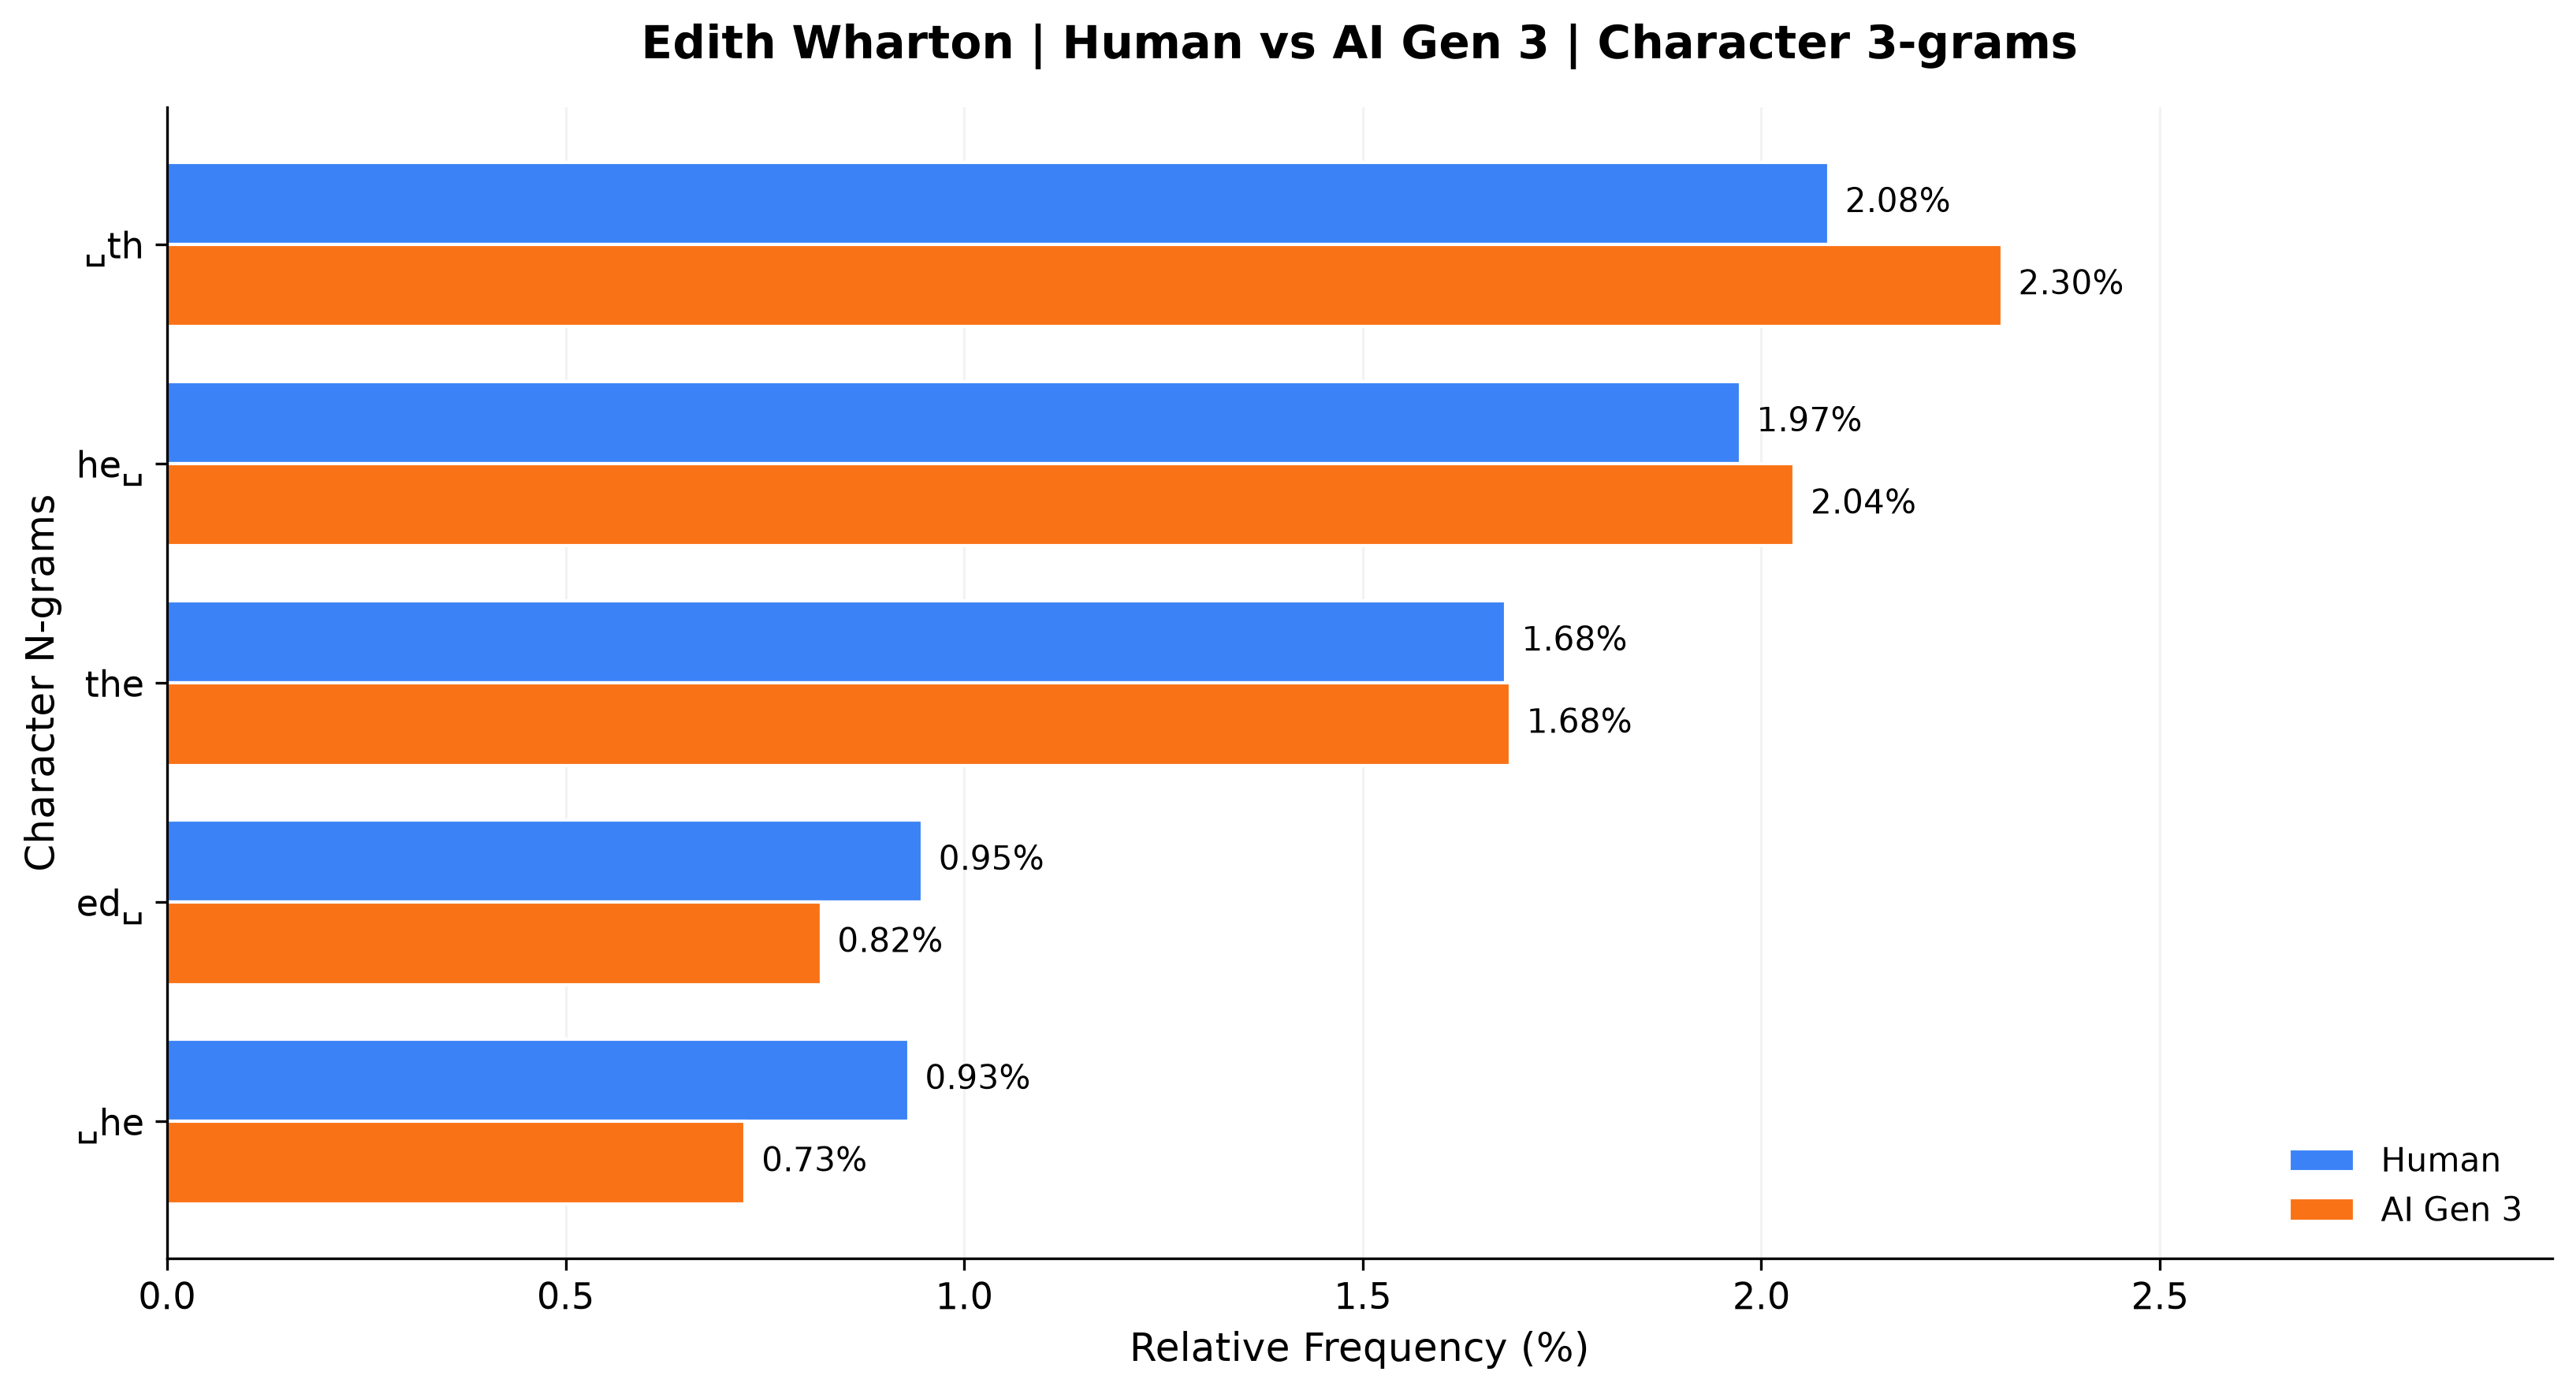 Edith Wharton | Human vs AI Gen 3 | Character 3-grams
Character N-grams
␣th
2.08%
2.30%
he␣
1.97%
2.04%
the
1.68%
1.68%
ed␣
0.95%
0.82%
␣he
0.93%
0.73%
Human
AI Gen 3
0.0 0.5 1.0 1.5 2.0 2.5
Relative Frequency (%)